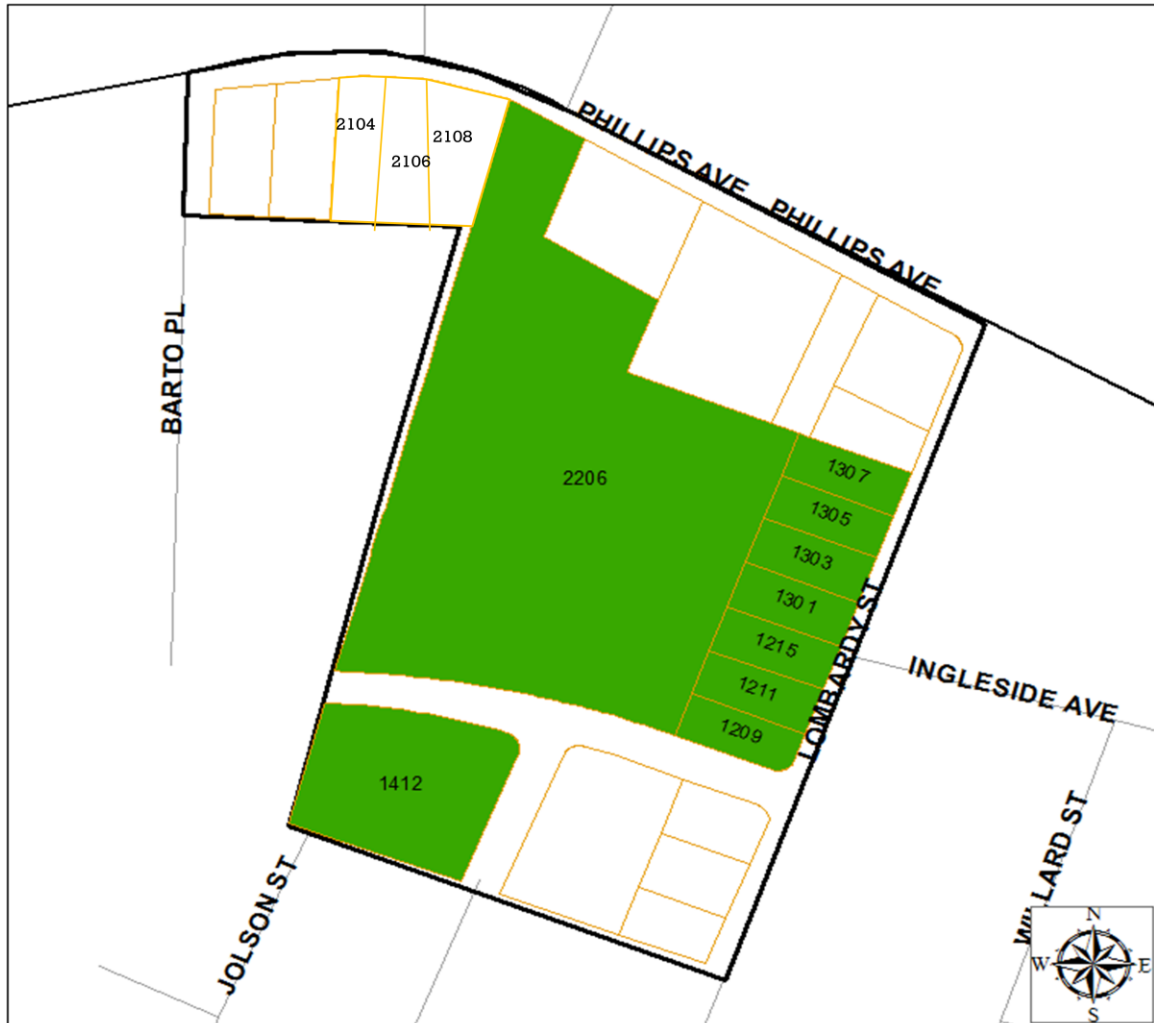 PHILLIPS AVE
PHILLIPS AVE
2104
2108
2106
BARTO PL
2206
1307
1305
1303
1301
1215
1211
1209
LOMBARDY ST
INGLESIDE AVE
1412
JOLSON ST
WILLARD ST
N
W
E
S